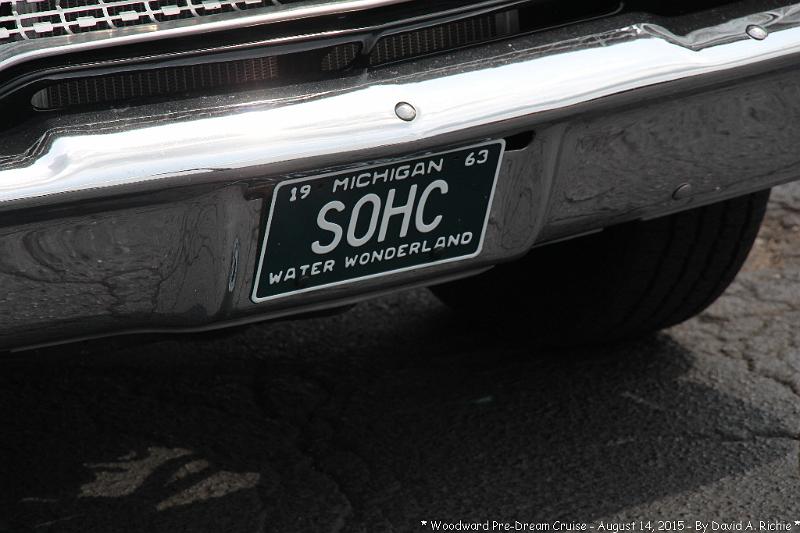 19 MICHIGAN 63
SOHC
WATER WONDERLAND
* Woodward Pre-Dream Cruise - August 14, 2015 - By David A. Richie *